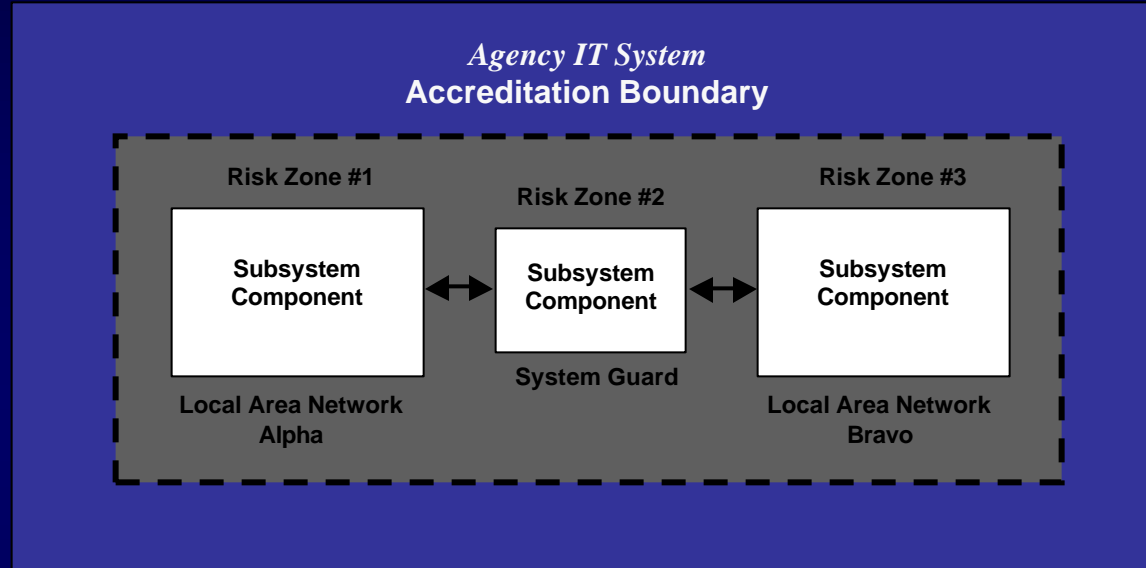 Agency IT System
Accreditation Boundary
Risk Zone #1
Subsystem
Component
Local Area Network
Alpha
Risk Zone #2
Subsystem
Component
System Guard
Risk Zone #3
Subsystem
Component
Local Area Network
Bravo